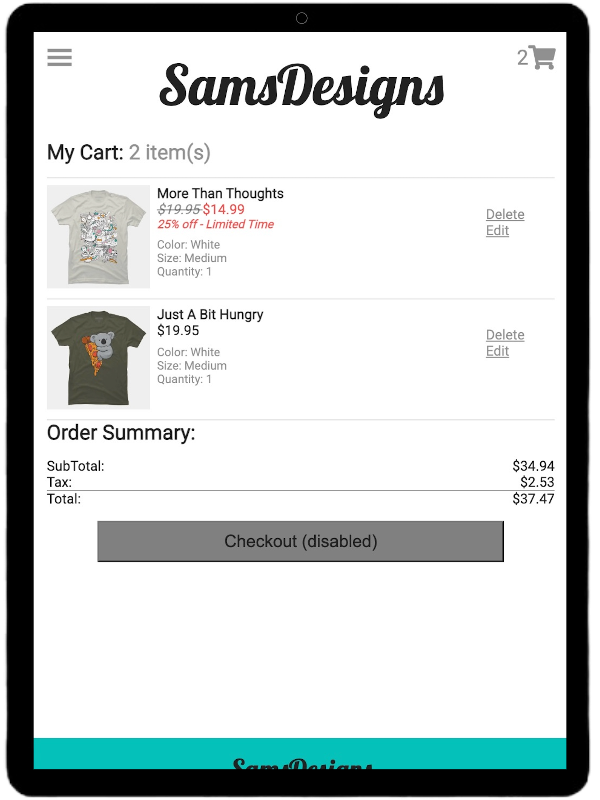 2
SamsDesigns
My Cart: 2 item(s)
More Than Thoughts
$19.95 $14.99
25% off - Limited Time
Color: White
Size: Medium
Quantity: 1
Delete
Edit
Just A Bit Hungry
$19.95
Color: White
Size: Medium
Quantity: 1
Delete
Edit
Order Summary:
SubTotal: $34.94
Tax: $2.53
Total: $37.47
Checkout (disabled)
SamsDesigns